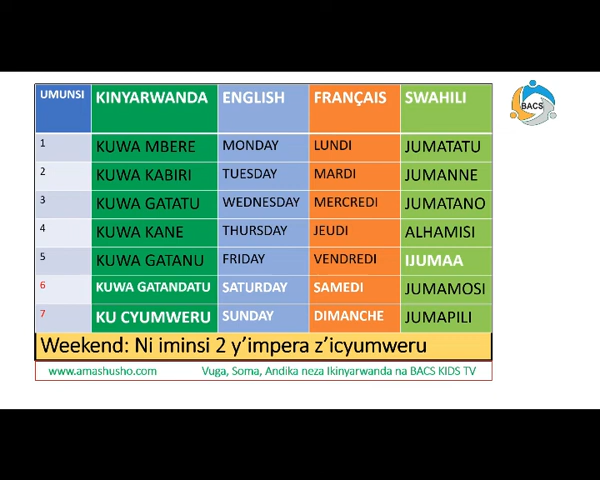 UMUNSI KINYARWANDA ENGLISH FRANÇAIS SWAHILI
1 KUWA MBERE MONDAY LUNDI JUMATATU
2 KUWA KABIRI TUESDAY MARDI JUMANNE
3 KUWA GATATU WEDNESDAY MERCREDI JUMATANO
4 KUWA KANE THURSDAY JEUDI ALHAMISI
5 KUWA GATANU FRIDAY VENDREDI IJUMAA
6 KUWA GATANDATU SATURDAY SAMEDI JUMAMOSI
7 KU CYUMWERU SUNDAY DIMANCHE JUMAPILI
Weekend: Ni iminsi 2 y’impera z’icyumweru
www.amashusho.com Vuga, Soma, Andika neza Ikinyarwanda na BACS KIDS TV
BACS